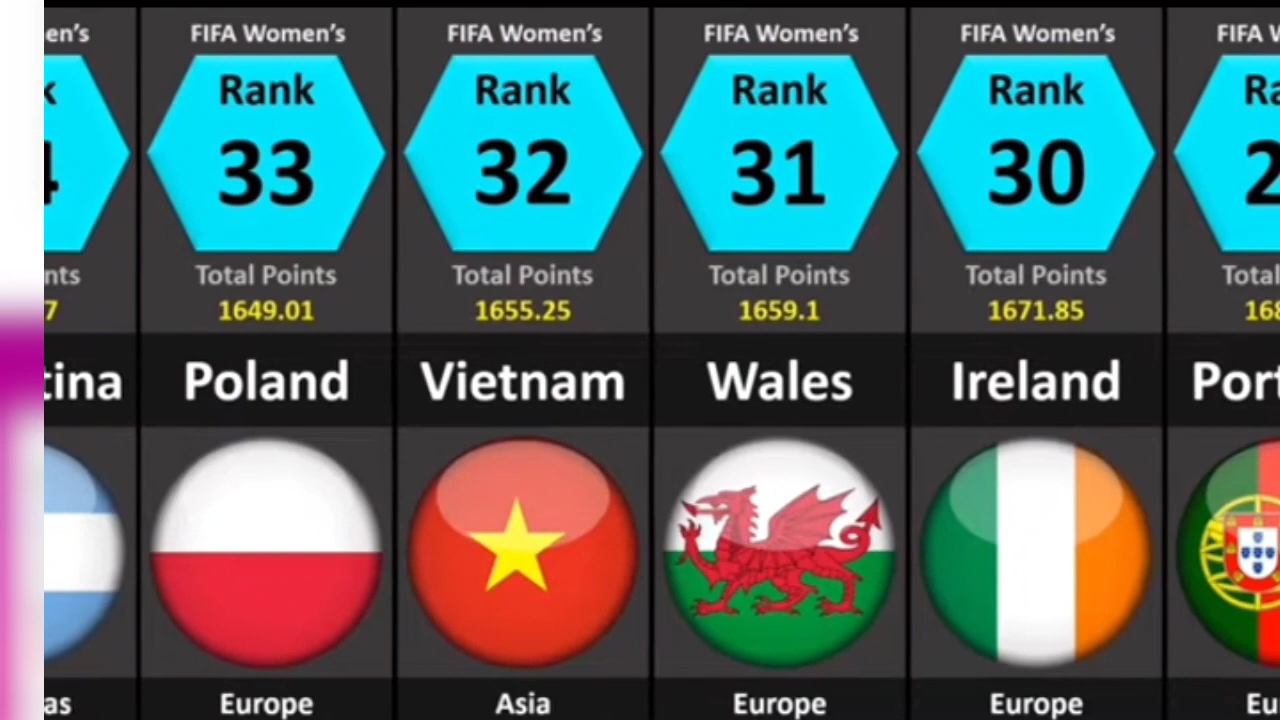 FIFA Women's
Rank
33
Total Points
1649.01
Poland
Europe
FIFA Women's
Rank
32
Total Points
1655.25
Vietnam
Asia
FIFA Women's
Rank
31
Total Points
1659.1
Wales
Europe
FIFA Women's
Rank
30
Total Points
1671.85
Ireland
Europe
FIFA
Total